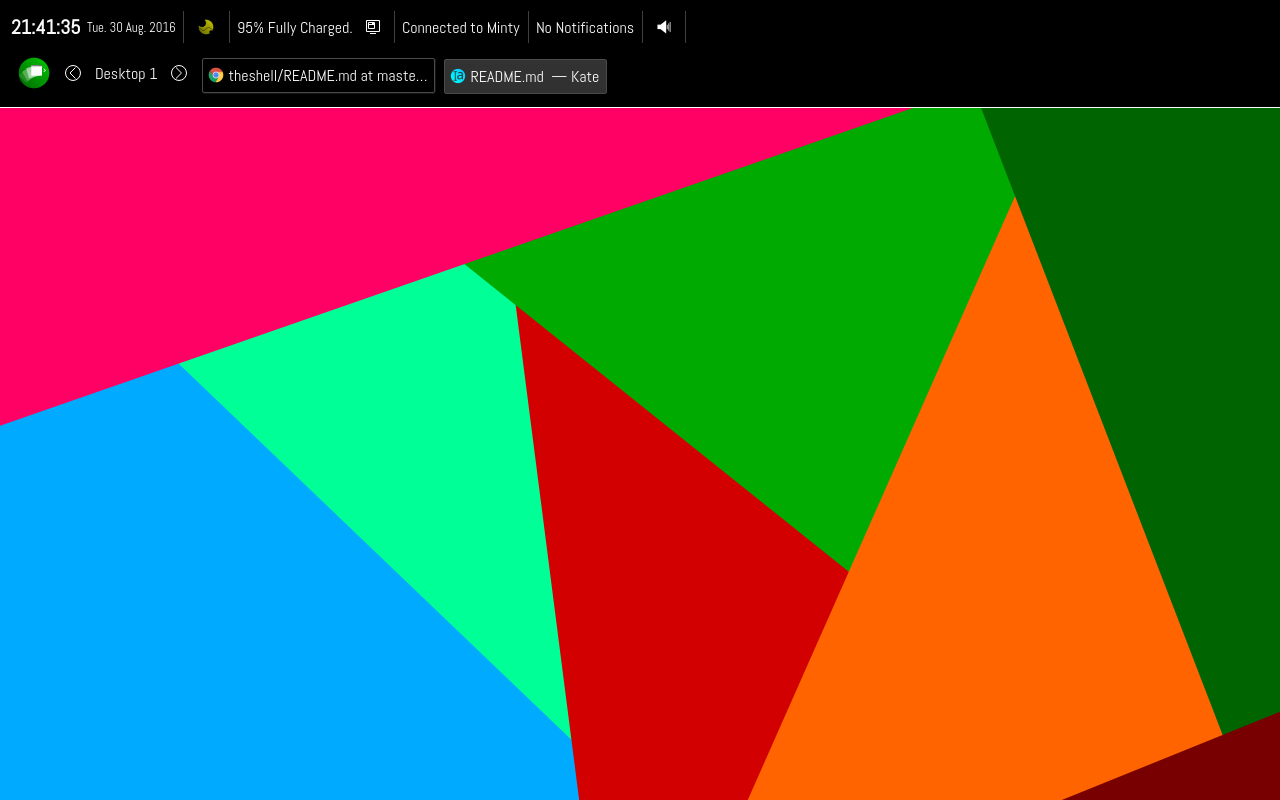 21:41:35 Tue. 30 Aug. 2016 95% Fully Charged. Connected to Minty No Notifications
Desktop 1 theshell/README.md at maste... README.md — Kate